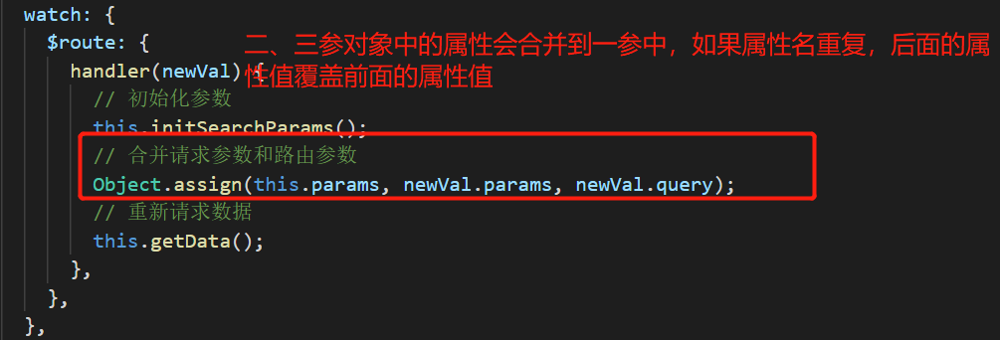 watch: {
$route: {
二、三参对象中的属性会合并到一参中，如果属性名重复，后面的属
handler(newVal) {
性值覆盖前面的属性值
// 初始化参数
this.initSearchParams();
// 合并请求参数和路由参数
Object.assign(this.params, newVal.params, newVal.query);
// 重新请求数据
this.getData();
},
},
},